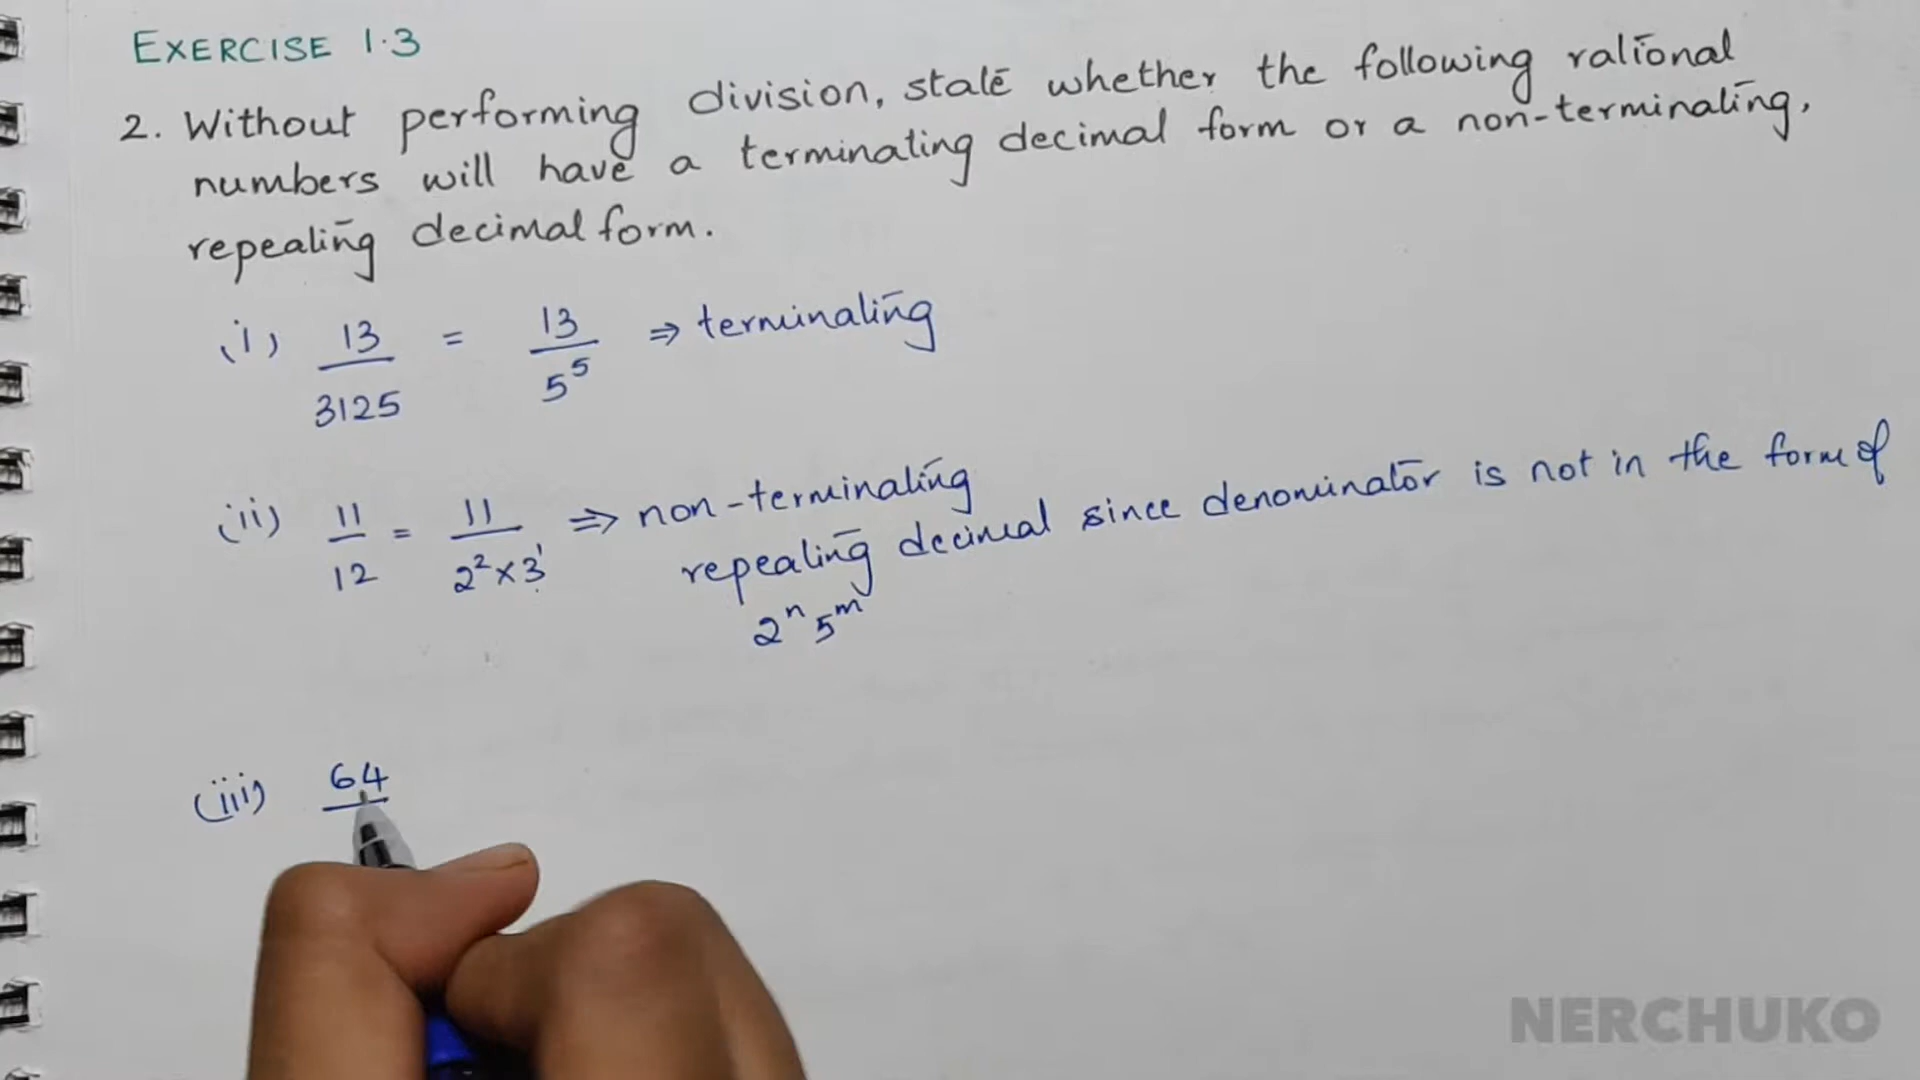 EXERCISE 1.3
2. Without performing division, state whether the following rational
numbers will have a terminating decimal form or a non-terminating,
repeating decimal form.
(i) 13/3125 = 13/5^5 ⇒ terminating
(ii) 11/12 = 11/2^2 × 3^1 ⇒ non-terminating
repeating decimal since denominator is not in the form of
2^n 5^m
(iii) 64
NERCHUKO